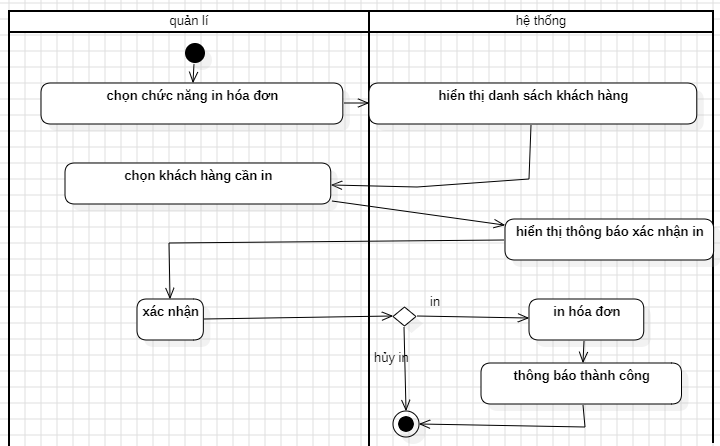 quản lí
hệ thống
chọn chức năng in hóa đơn
hiển thị danh sách khách hàng
chọn khách hàng cần in
hiển thị thông báo xác nhận in
xác nhận
in
in hóa đơn
hủy in
thông báo thành công